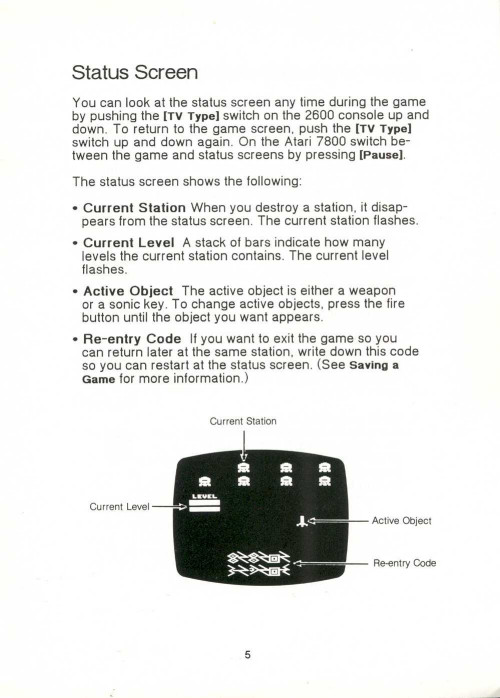 Status Screen
You can look at the status screen any time during the game
by pushing the [TV Type] switch on the 2600 console up and
down. To return to the game screen, push the [TV Type]
switch up and down again. On the Atari 7800 switch be-
tween the game and status screens by pressing [Pause].
The status screen shows the following:
• Current Station When you destroy a station, it disap-
pears from the status screen. The current station flashes.
• Current Level A stack of bars indicate how many
levels the current station contains. The current level
flashes.
• Active Object The active object is either a weapon
or a sonic key. To change active objects, press the fire
button until the object you want appears.
• Re-entry Code If you want to exit the game so you
can return later at the same station, write down this code
so you can restart at the status screen. (See Saving a
Game for more information.)
Current Station
LEVEL
Current Level
Active Object
Re-entry Code
5